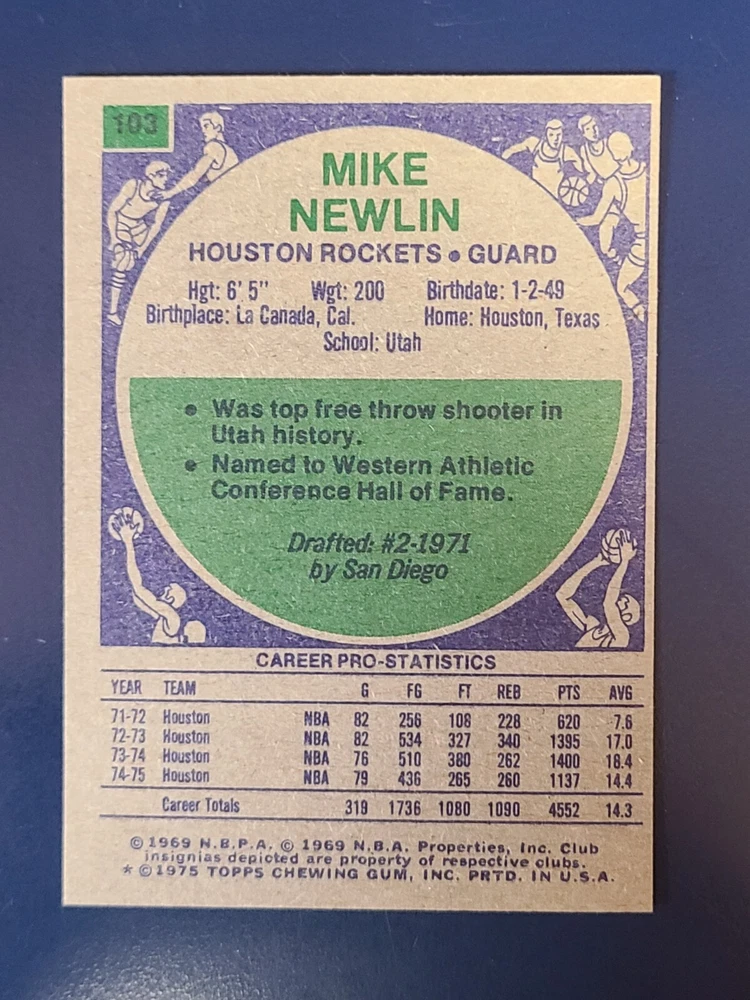 103
MIKE
NEWLIN
HOUSTON ROCKETS • GUARD
Hgt: 6' 5" Wgt: 200 Birthdate: 1-2-49
Birthplace: La Canada, Cal. Home: Houston, Texas
School: Utah
• Was top free throw shooter in
Utah history.
• Named to Western Athletic
Conference Hall of Fame.
Drafted: #2-1971
by San Diego
CAREER PRO-STATISTICS
YEAR TEAM G FG FT REB PTS AVG
71-72 Houston NBA 82 256 108 228 620 7.6
72-73 Houston NBA 82 534 327 340 1395 17.0
73-74 Houston NBA 76 510 380 262 1400 18.4
74-75 Houston NBA 79 436 265 260 1137 14.4
Career Totals 319 1736 1080 1090 4552 14.3
© 1969 N.B.P.A. © 1969 N.B.A. Properties, Inc. Club
insignias depicted are property of respective clubs.
* © 1975 TOPPS CHEWING GUM, INC. PRTD. IN U.S.A.